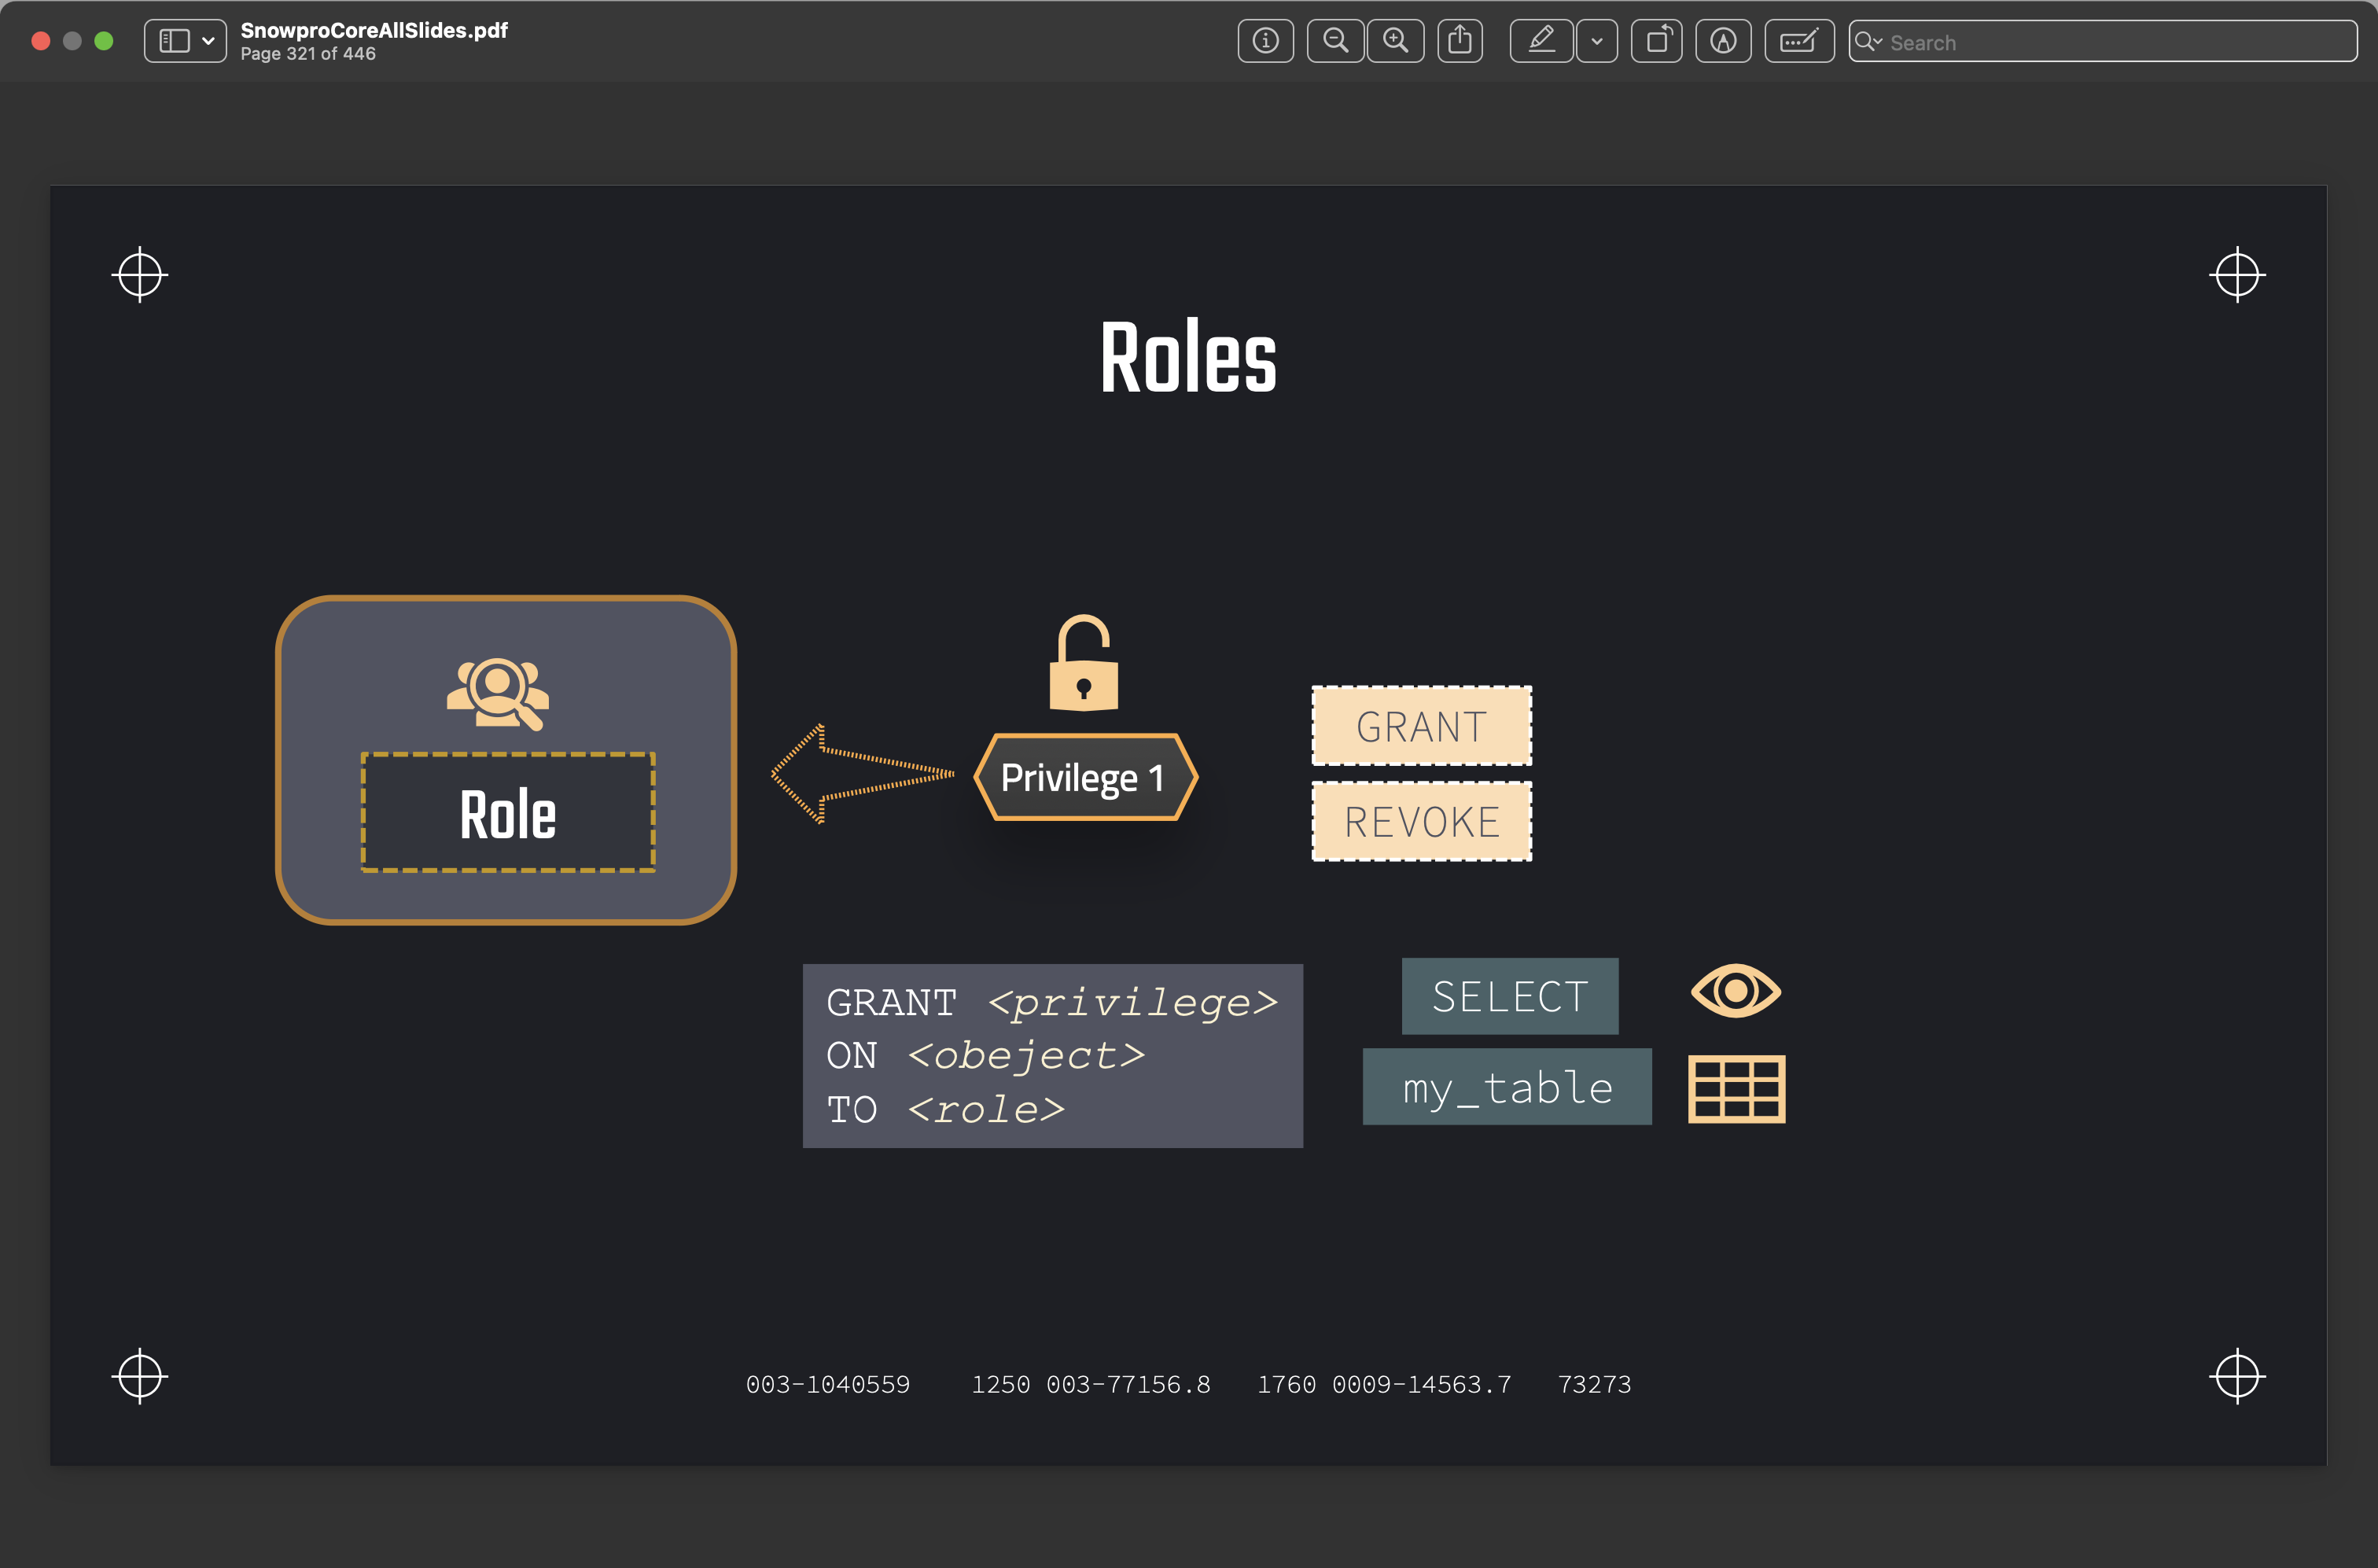 SnowproCoreAllSlides.pdf
Page 321 of 446
Search
Roles
Role
Privilege 1
GRANT
REVOKE
GRANT <privilege>
ON <obeject>
TO <role>
SELECT
my_table
003-1040559 1250 003-77156.8 1760 0009-14563.7 73273